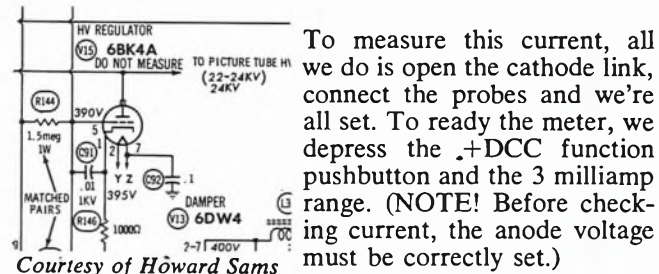 HV REGULATOR
V15 6BK4A
DO NOT MEASURE
TO PICTURE TUBE HV
(22-24KV)
24KV
R144
390V
5
1.5meg
1W
1
C91
2
7
.01
1KV
Y Z
395V
C92
.1
MATCHED
PAIRS
R146
1000Ω
DAMPER
V13 6DW4
L3
2-7
400V
Courtesy of Howard Sams
To measure this current, all
we do is open the cathode link,
connect the probes and we're
all set. To ready the meter, we
depress the .+DCC function
pushbutton and the 3 milliamp
range. (NOTE! Before check-
ing current, the anode voltage
must be correctly set.)